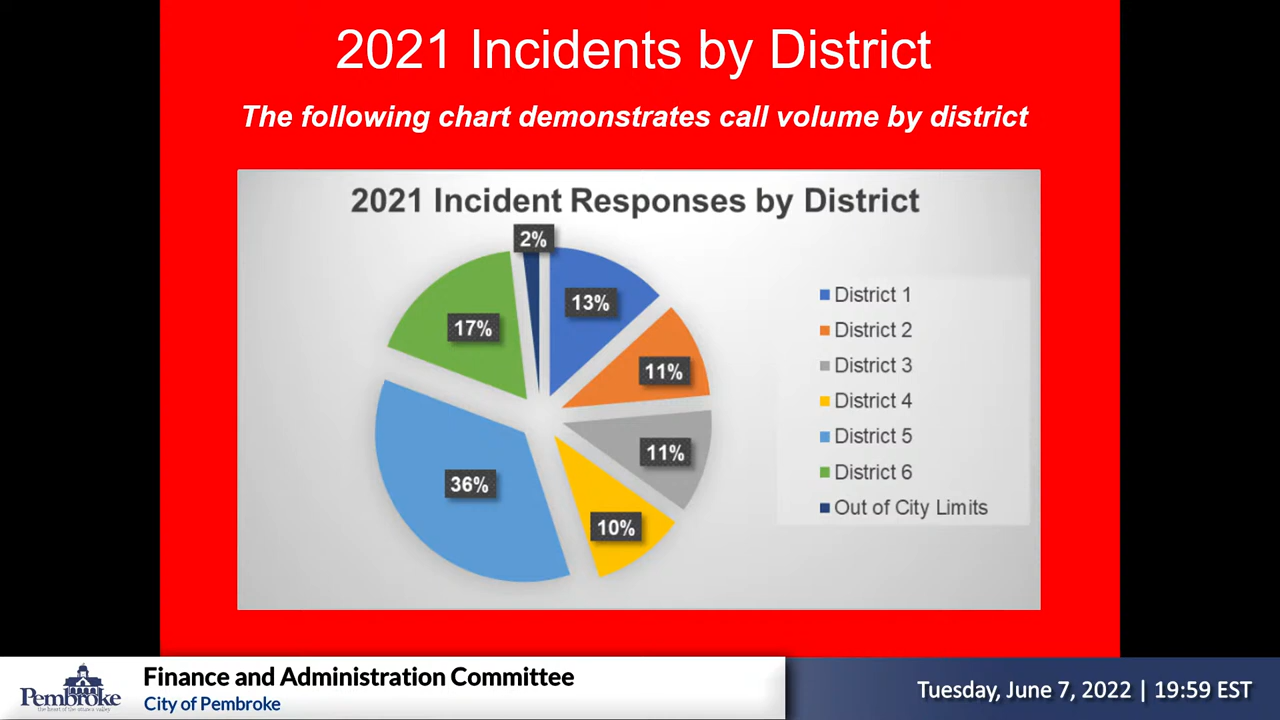 2021 Incidents by District
The following chart demonstrates call volume by district
2021 Incident Responses by District
2%
13%
17%
11%
11%
36%
10%
District 1
District 2
District 3
District 4
District 5
District 6
Out of City Limits
Pembroke
Finance and Administration Committee
City of Pembroke
Tuesday, June 7, 2022 | 19:59 EST